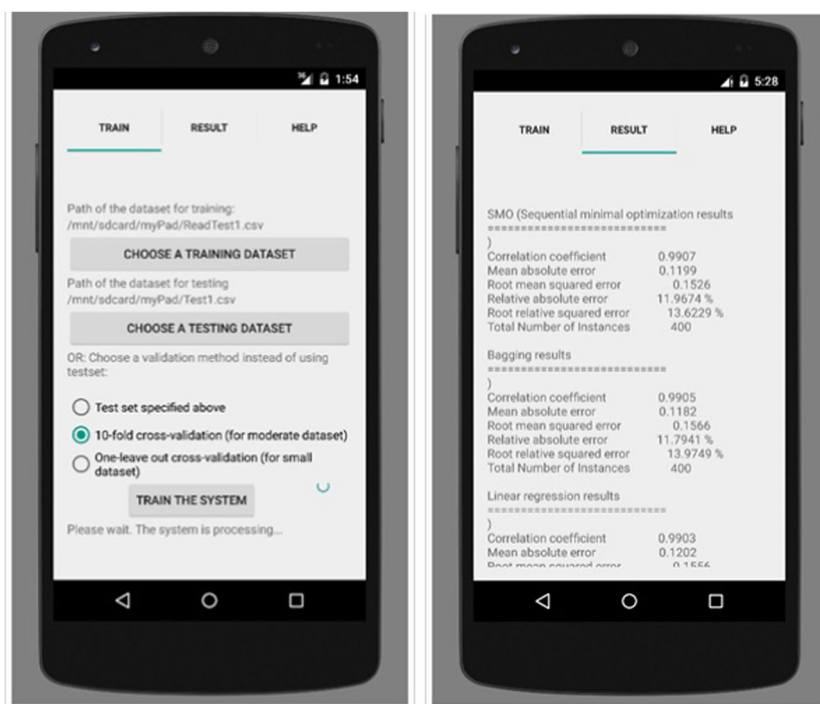 3G 1:54
TRAIN RESULT HELP
Path of the dataset for training:
/mnt/sdcard/myPad/ReadTest1.csv
CHOOSE A TRAINING DATASET
Path of the dataset for testing
/mnt/sdcard/myPad/Test1.csv
CHOOSE A TESTING DATASET
OR: Choose a validation method instead of using
testset:
Test set specified above
10-fold cross-validation (for moderate dataset)
One-leave out cross-validation (for small
dataset)
TRAIN THE SYSTEM
Please wait. The system is processing...
5:28
TRAIN RESULT HELP
SMO (Sequential minimal optimization results
===========================
)
Correlation coefficient 0.9907
Mean absolute error 0.1199
Root mean squared error 0.1526
Relative absolute error 11.9674 %
Root relative squared error 13.6229 %
Total Number of Instances 400
Bagging results
===========================
)
Correlation coefficient 0.9905
Mean absolute error 0.1182
Root mean squared error 0.1566
Relative absolute error 11.7941 %
Root relative squared error 13.9749 %
Total Number of Instances 400
Linear regression results
===========================
)
Correlation coefficient 0.9903
Mean absolute error 0.1202
Root mean squared error 0.1556